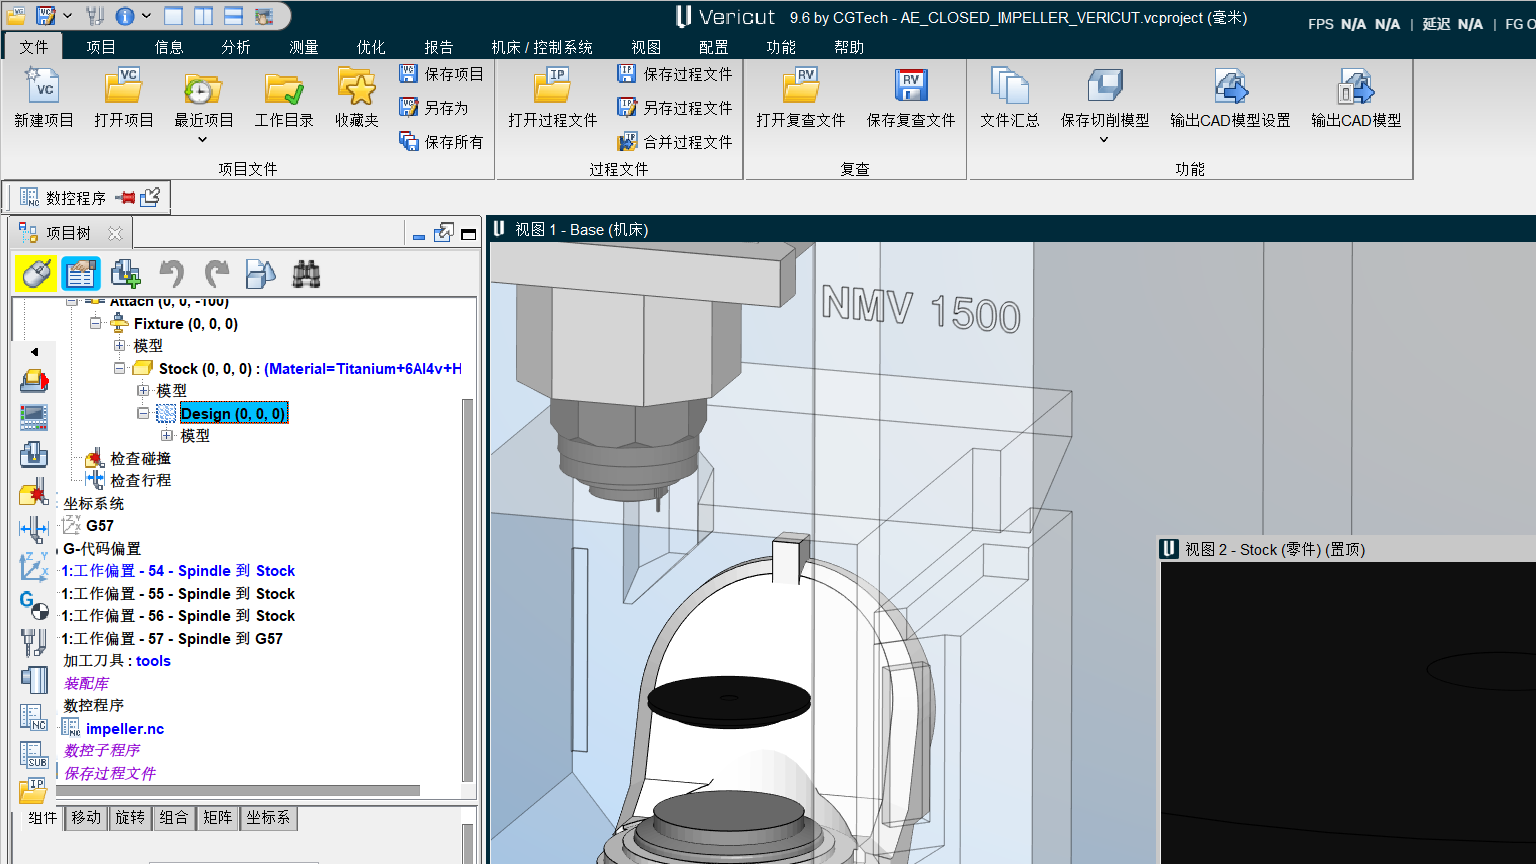 Vericut 9.6 by CGTech - AE_CLOSED_IMPELLER_VERICUT.vcproject (毫米)
FPS N/A N/A | 延迟 N/A | FG
文件 项目 信息 分析 测量 优化 报告 机床 / 控制系统 视图 配置 功能 帮助
VC VC IP RV RV
保存项目 保存过程文件
另存为 另存过程文件
新建项目 打开项目 最近项目 工作目录 收藏夹 打开过程文件 打开复查文件 保存复查文件 文件汇总 保存切削模型 输出CAD模型设置 输出CAD模型
保存所有 合并过程文件
项目文件 过程文件 复查 功能
数控程序
项目树
视图 1 - Base (机床)
Attach (0, 0, -100)
Fixture (0, 0, 0)
模型
Stock (0, 0, 0) : (Material=Titanium+6Al4v+H
模型
Design (0, 0, 0)
模型
检查碰撞
检查行程
坐标系统
G57
G-代码偏置
1:工作偏置 - 54 - Spindle 到 Stock
1:工作偏置 - 55 - Spindle 到 Stock
1:工作偏置 - 56 - Spindle 到 Stock
1:工作偏置 - 57 - Spindle 到 G57
加工刀具 : tools
装配库
数控程序
impeller.nc
数控子程序
保存过程文件
组件 移动 旋转 组合 矩阵 坐标系
NMV 1500
视图 2 - Stock (零件) (置顶)